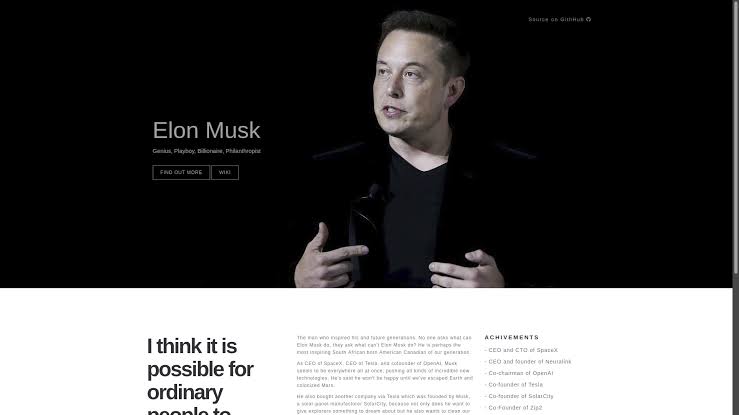 Source on GitHub
Elon Musk
Genius, Playboy, Billionaire, Philanthropist
FIND OUT MORE
WIKI
I think it is
possible for
ordinary
people to
The man who inspired his and future generations. No one asks what can
Elon Musk do, they ask what can't Elon Musk do? He is perhaps the
most inspiring South African born American Canadian of our generation.
As CEO of SpaceX, CEO of Tesla, and cofounder of OpenAI, Musk
seems to be everywhere all at once, pushing all kinds of incredible new
technologies. He's said he won't be happy until we've escaped Earth and
colonized Mars.
He also bought another company via Tesla which was founded by Musk,
a solar-panel manufacturer SolarCity, because not only does he want to
give explorers something to dream about but he also wants to clean our
ACHIVEMENTS
- CEO and CTO of SpaceX
- CEO and founder of Neuralink
- Co-chairman of OpenAI
- Co-founder of Tesla
- Co-founder of SolarCity
- Co-Founder of Zip2